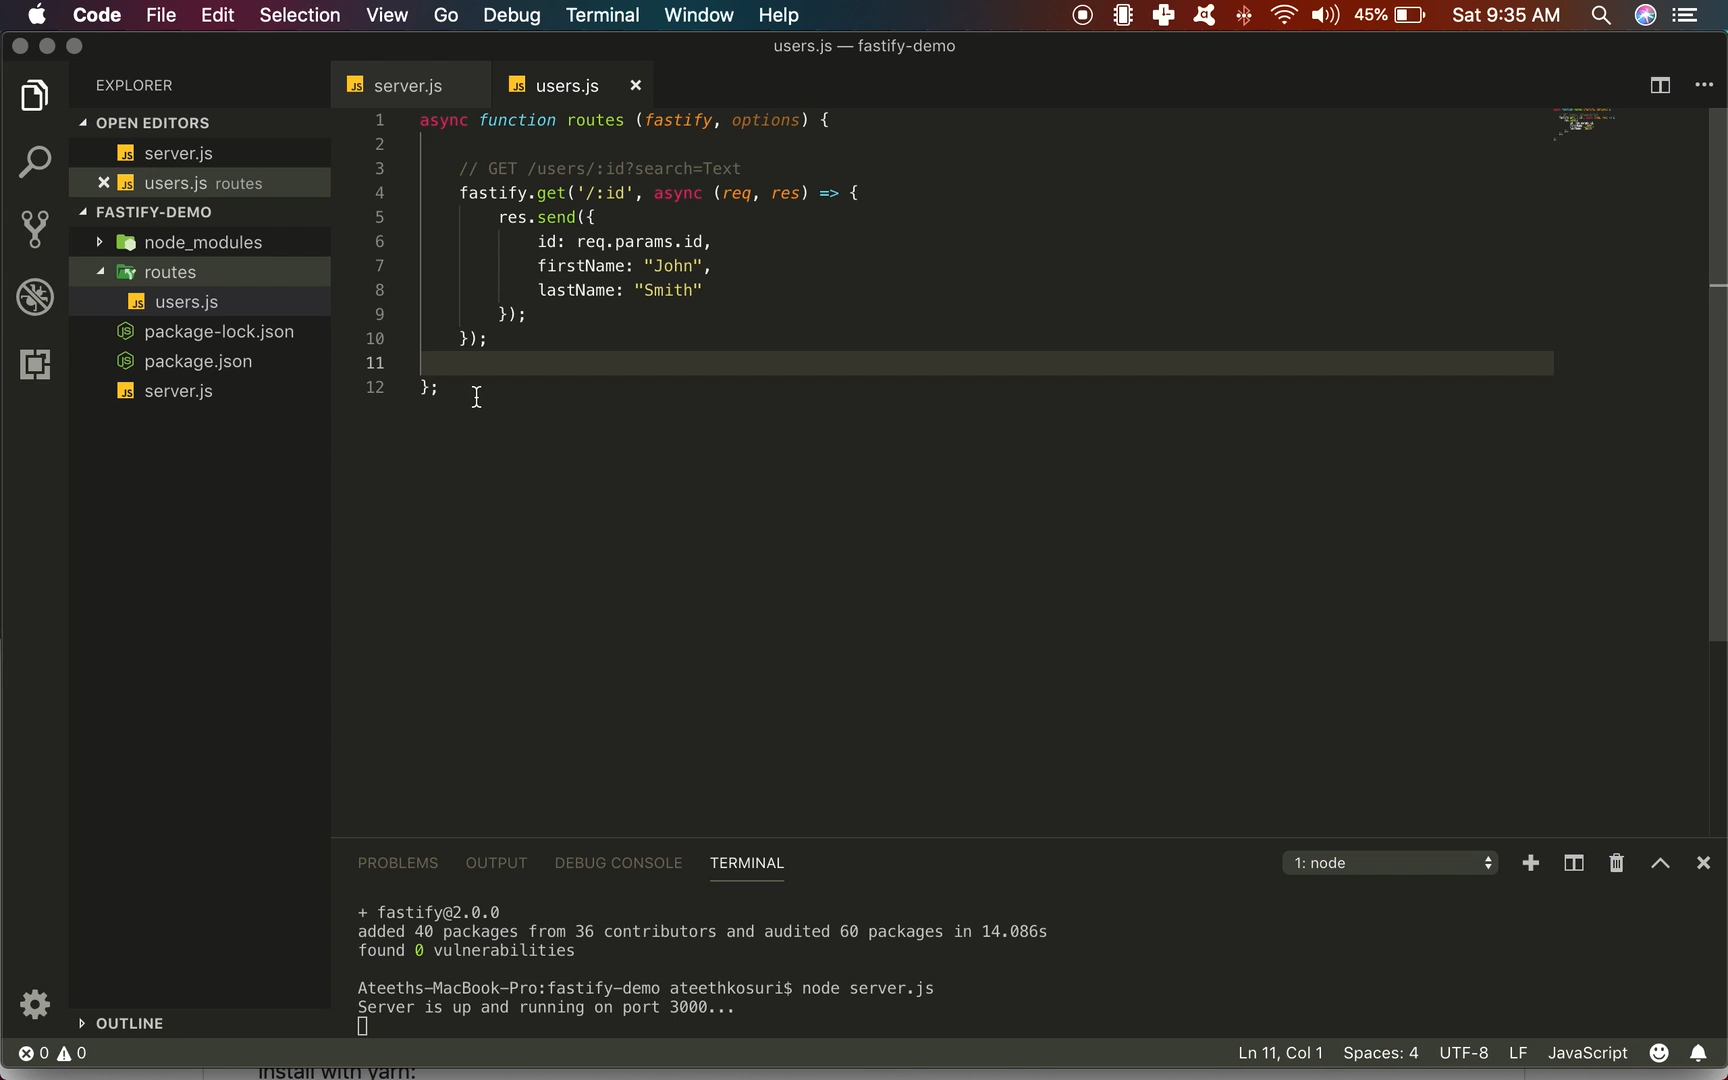 Code File Edit Selection View Go Debug Terminal Window Help 45% Sat 9:35 AM
users.js — fastify-demo
EXPLORER
OPEN EDITORS
JS server.js
JS users.js routes
FASTIFY-DEMO
node_modules
routes
JS users.js
package-lock.json
package.json
JS server.js
OUTLINE
JS server.js JS users.js
1 async function routes (fastify, options) {
2
3 // GET /users/:id?search=Text
4 fastify.get('/:id', async (req, res) => {
5 res.send({
6 id: req.params.id,
7 firstName: "John",
8 lastName: "Smith"
9 });
10 });
11
12 };
PROBLEMS OUTPUT DEBUG CONSOLE TERMINAL 1: node
+ fastify@2.0.0
added 40 packages from 36 contributors and audited 60 packages in 14.086s
found 0 vulnerabilities
Ateeths-MacBook-Pro:fastify-demo ateethkosuri$ node server.js
Server is up and running on port 3000...
0 0 Ln 11, Col 1 Spaces: 4 UTF-8 LF JavaScript
install with yarn: